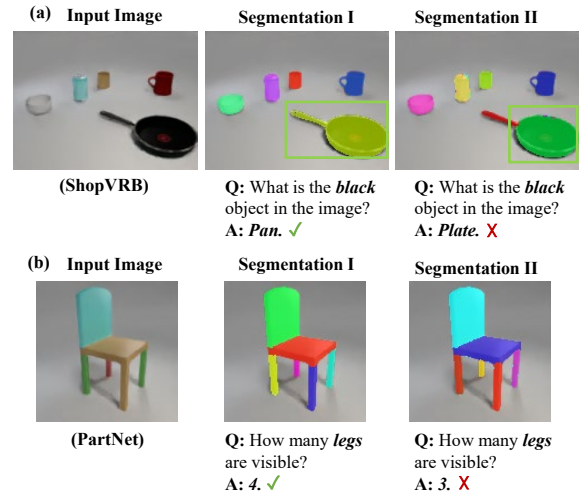 (a) Input Image Segmentation I Segmentation II
(ShopVRB)
Q: What is the black
object in the image?
A: Pan. ✓
Q: What is the black
object in the image?
A: Plate. ✗
(b) Input Image Segmentation I Segmentation II
(PartNet)
Q: How many legs
are visible?
A: 4. ✓
Q: How many legs
are visible?
A: 3. ✗